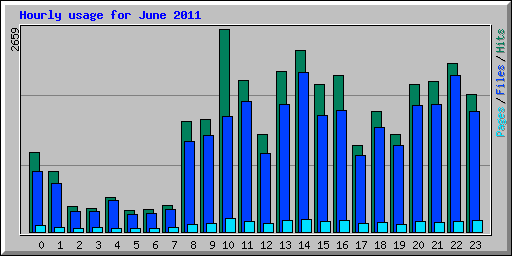 Hourly usage for June 2011
2659
Pages / Files / Hits
0 1 2 3 4 5 6 7 8 9 10 11 12 13 14 15 16 17 18 19 20 21 22 23